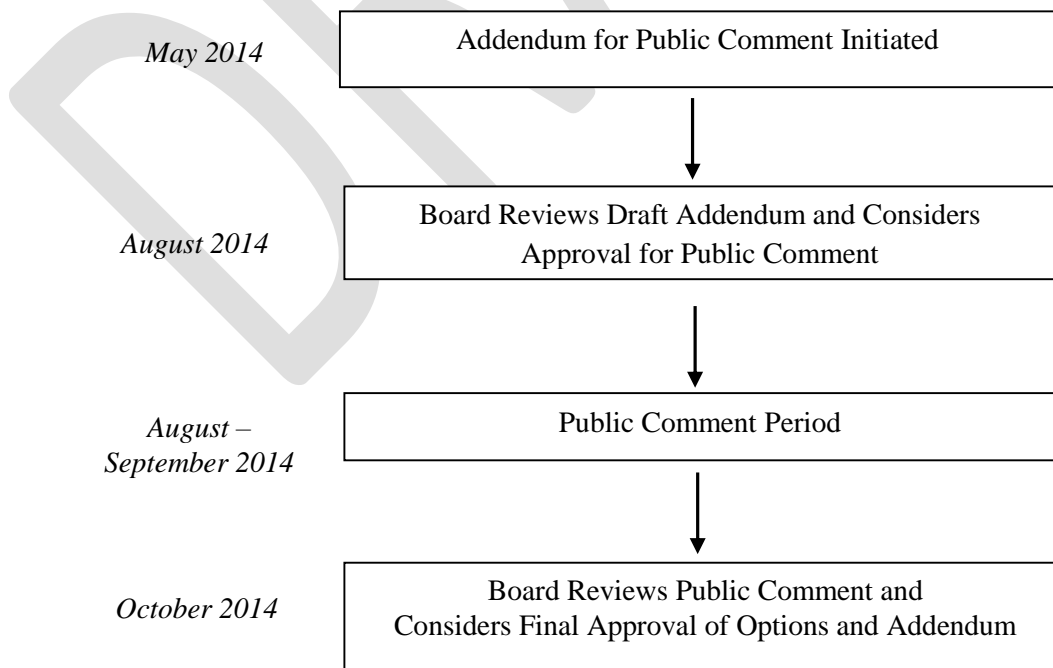 May 2014
Addendum for Public Comment Initiated
August 2014
Board Reviews Draft Addendum and Considers
Approval for Public Comment
August –
September 2014
Public Comment Period
October 2014
Board Reviews Public Comment and
Considers Final Approval of Options and Addendum